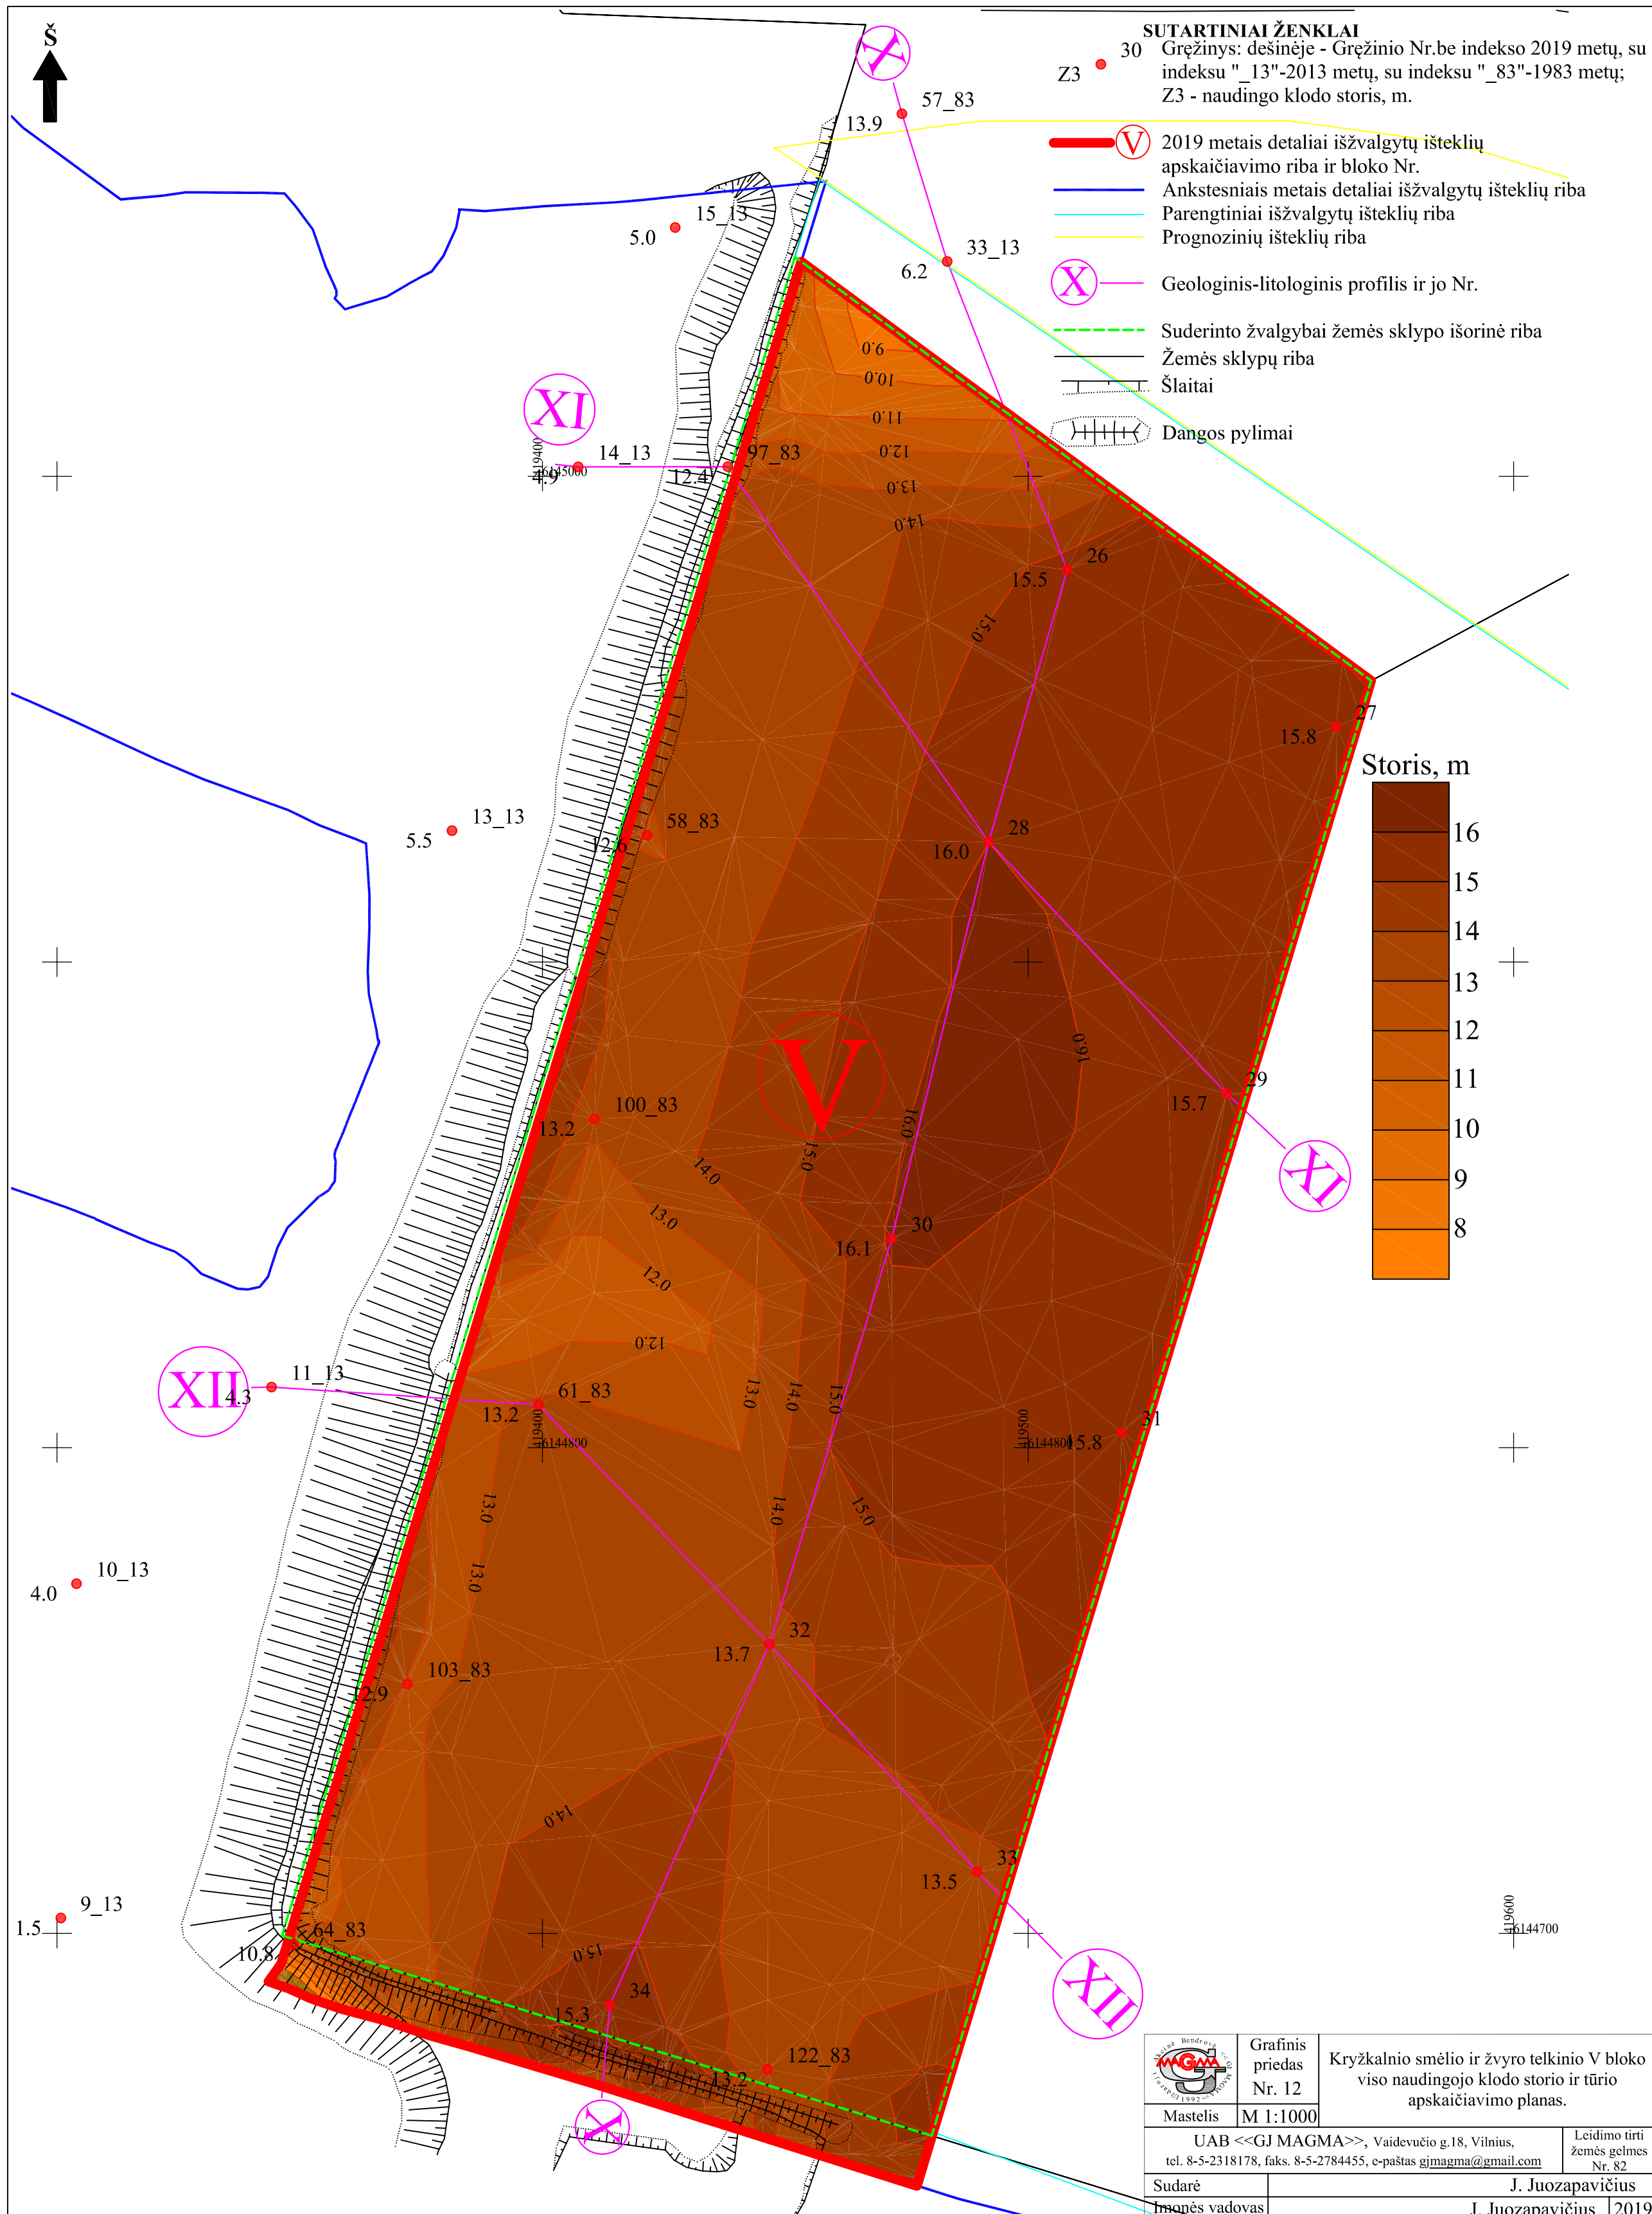 Š
SUTARTINIAI ŽENKLAI
30
Z3
Gręžinys: dešinėje - Gręžinio Nr.be indekso 2019 metų, su
indeksu "_13"-2013 metų, su indeksu "_83"-1983 metų;
Z3 - naudingo klodo storis, m.
V
2019 metais detaliai išžvalgytų išteklių
apskaičiavimo riba ir bloko Nr.
Ankstesniais metais detaliai išžvalgytų išteklių riba
Parengtiniai išžvalgytų išteklių riba
Prognozinių išteklių riba
X
Geologinis-litologinis profilis ir jo Nr.
Suderinto žvalgybai žemės sklypo išorinė riba
Žemės sklypų riba
Šlaitai
Dangos pylimai
X
57_83
13.9
15_13
5.0
33_13
6.2
9.0
10.0
11.0
12.0
13.0
14.0
XI
14_13
4.9
6145000
97_83
12.4
26
15.5
15.0
27
15.8
Storis, m
16
15
14
13
12
11
10
9
8
13_13
5.5
58_83
12.6
28
16.0
16.0
V
29
15.7
XI
100_83
13.2
16.0
15.0
14.0
13.0
12.0
12.0
30
16.1
XII
11_13
4.3
61_83
13.2
419400
6144800
13.0
14.0
15.0
419500
6144800
31
15.8
13.0
14.0
15.0
13.0
10_13
4.0
32
13.7
103_83
12.9
14.0
33
13.5
9_13
1.5
64_83
10.8
15.0
419600
6144700
34
15.3
XII
122_83
13.2
X
Akcinė Bendrovė << GJ MAGMA>>
MAGMA
Grafinis
priedas
Nr. 12
Kryžkalnio smėlio ir žvyro telkinio V bloko
viso naudingojo klodo storio ir tūrio
apskaičiavimo planas.
Mastelis
M 1:1000
UAB <<GJ MAGMA>>, Vaidevučio g.18, Vilnius,
tel. 8-5-2318178, faks. 8-5-2784455, e-paštas gjmagma@gmail.com
Leidimo tirti
žemės gelmes
Nr. 82
Sudarė
J. Juozapavičius
Įmonės vadovas
J. Juozapavičius
2019